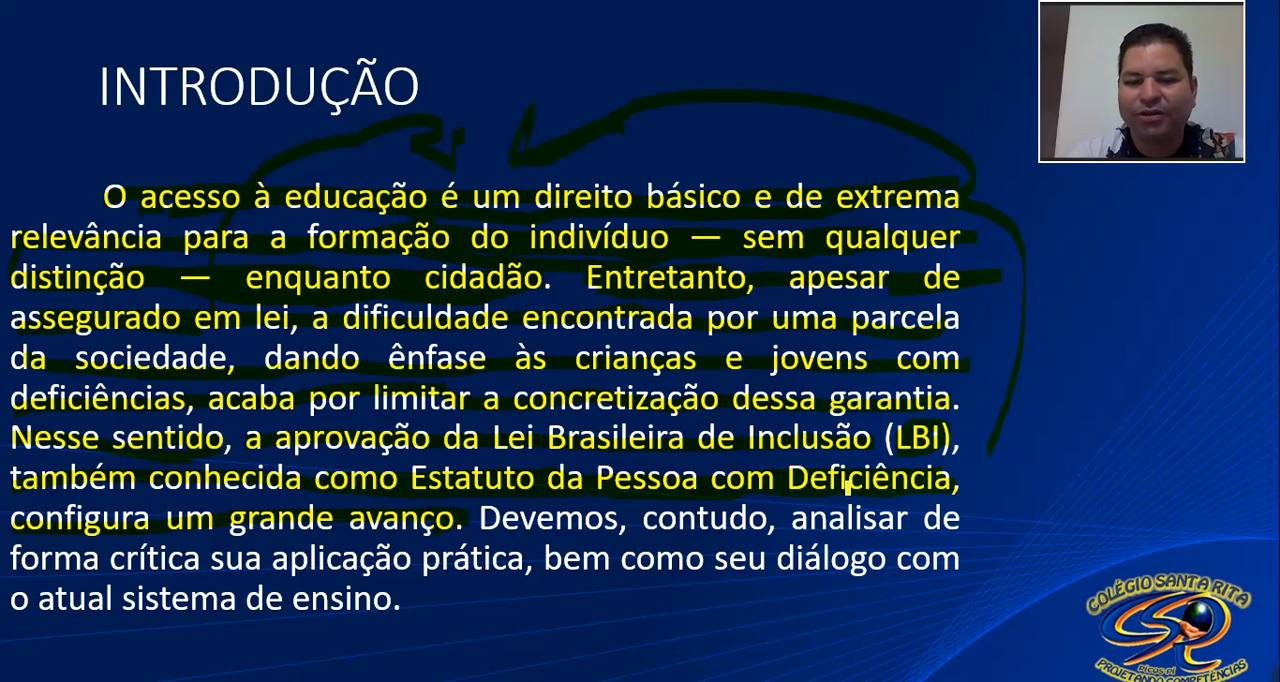 INTRODUÇÃO
O acesso à educação é um direito básico e de extrema
relevância para a formação do indivíduo — sem qualquer
distinção — enquanto cidadão. Entretanto, apesar de
assegurado em lei, a dificuldade encontrada por uma parcela
da sociedade, dando ênfase às crianças e jovens com
deficiências, acaba por limitar a concretização dessa garantia.
Nesse sentido, a aprovação da Lei Brasileira de Inclusão (LBI),
também conhecida como Estatuto da Pessoa com Deficiência,
configura um grande avanço. Devemos, contudo, analisar de
forma crítica sua aplicação prática, bem como seu diálogo com
o atual sistema de ensino.
COLÉGIO SANTA RITA
PICOS PI
PROJETANDO COMPETÊNCIAS